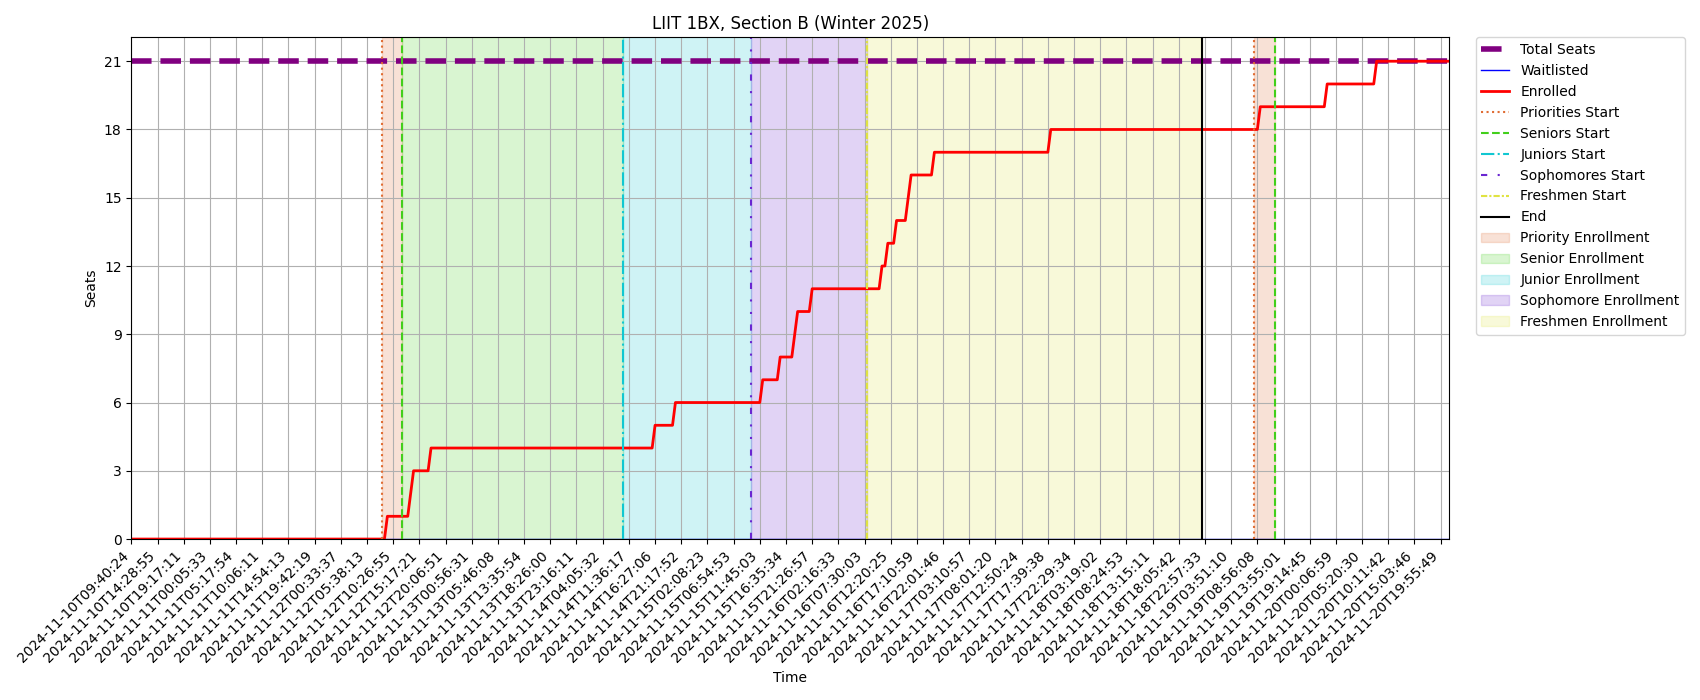 LIIT 1BX, Section B (Winter 2025)
Seats
21
18
15
12
9
6
3
0
2024-11-10T09:40:24
2024-11-10T14:28:55
2024-11-10T19:17:11
2024-11-11T00:05:33
2024-11-11T05:17:54
2024-11-11T10:06:11
2024-11-11T14:54:13
2024-11-11T19:42:19
2024-11-12T00:33:37
2024-11-12T05:38:13
2024-11-12T10:26:55
2024-11-12T15:17:21
2024-11-12T20:06:51
2024-11-13T00:56:31
2024-11-13T05:46:08
2024-11-13T13:35:54
2024-11-13T18:26:00
2024-11-13T23:16:11
2024-11-14T04:05:32
2024-11-14T11:36:17
2024-11-14T16:27:06
2024-11-14T21:17:52
2024-11-15T02:08:23
2024-11-15T06:54:53
2024-11-15T11:45:03
2024-11-15T16:35:34
2024-11-15T21:26:57
2024-11-16T02:16:33
2024-11-16T07:30:03
2024-11-16T12:20:25
2024-11-16T17:10:59
2024-11-16T22:01:46
2024-11-17T03:10:57
2024-11-17T08:01:20
2024-11-17T12:50:24
2024-11-17T17:39:38
2024-11-17T22:29:34
2024-11-18T03:19:02
2024-11-18T08:24:53
2024-11-18T13:15:11
2024-11-18T18:05:42
2024-11-18T22:57:33
2024-11-19T03:51:10
2024-11-19T08:56:08
2024-11-19T13:55:01
2024-11-19T19:14:45
2024-11-20T00:06:59
2024-11-20T05:20:30
2024-11-20T10:11:42
2024-11-20T15:03:46
2024-11-20T19:55:49
Time
Total Seats
Waitlisted
Enrolled
Priorities Start
Seniors Start
Juniors Start
Sophomores Start
Freshmen Start
End
Priority Enrollment
Senior Enrollment
Junior Enrollment
Sophomore Enrollment
Freshmen Enrollment